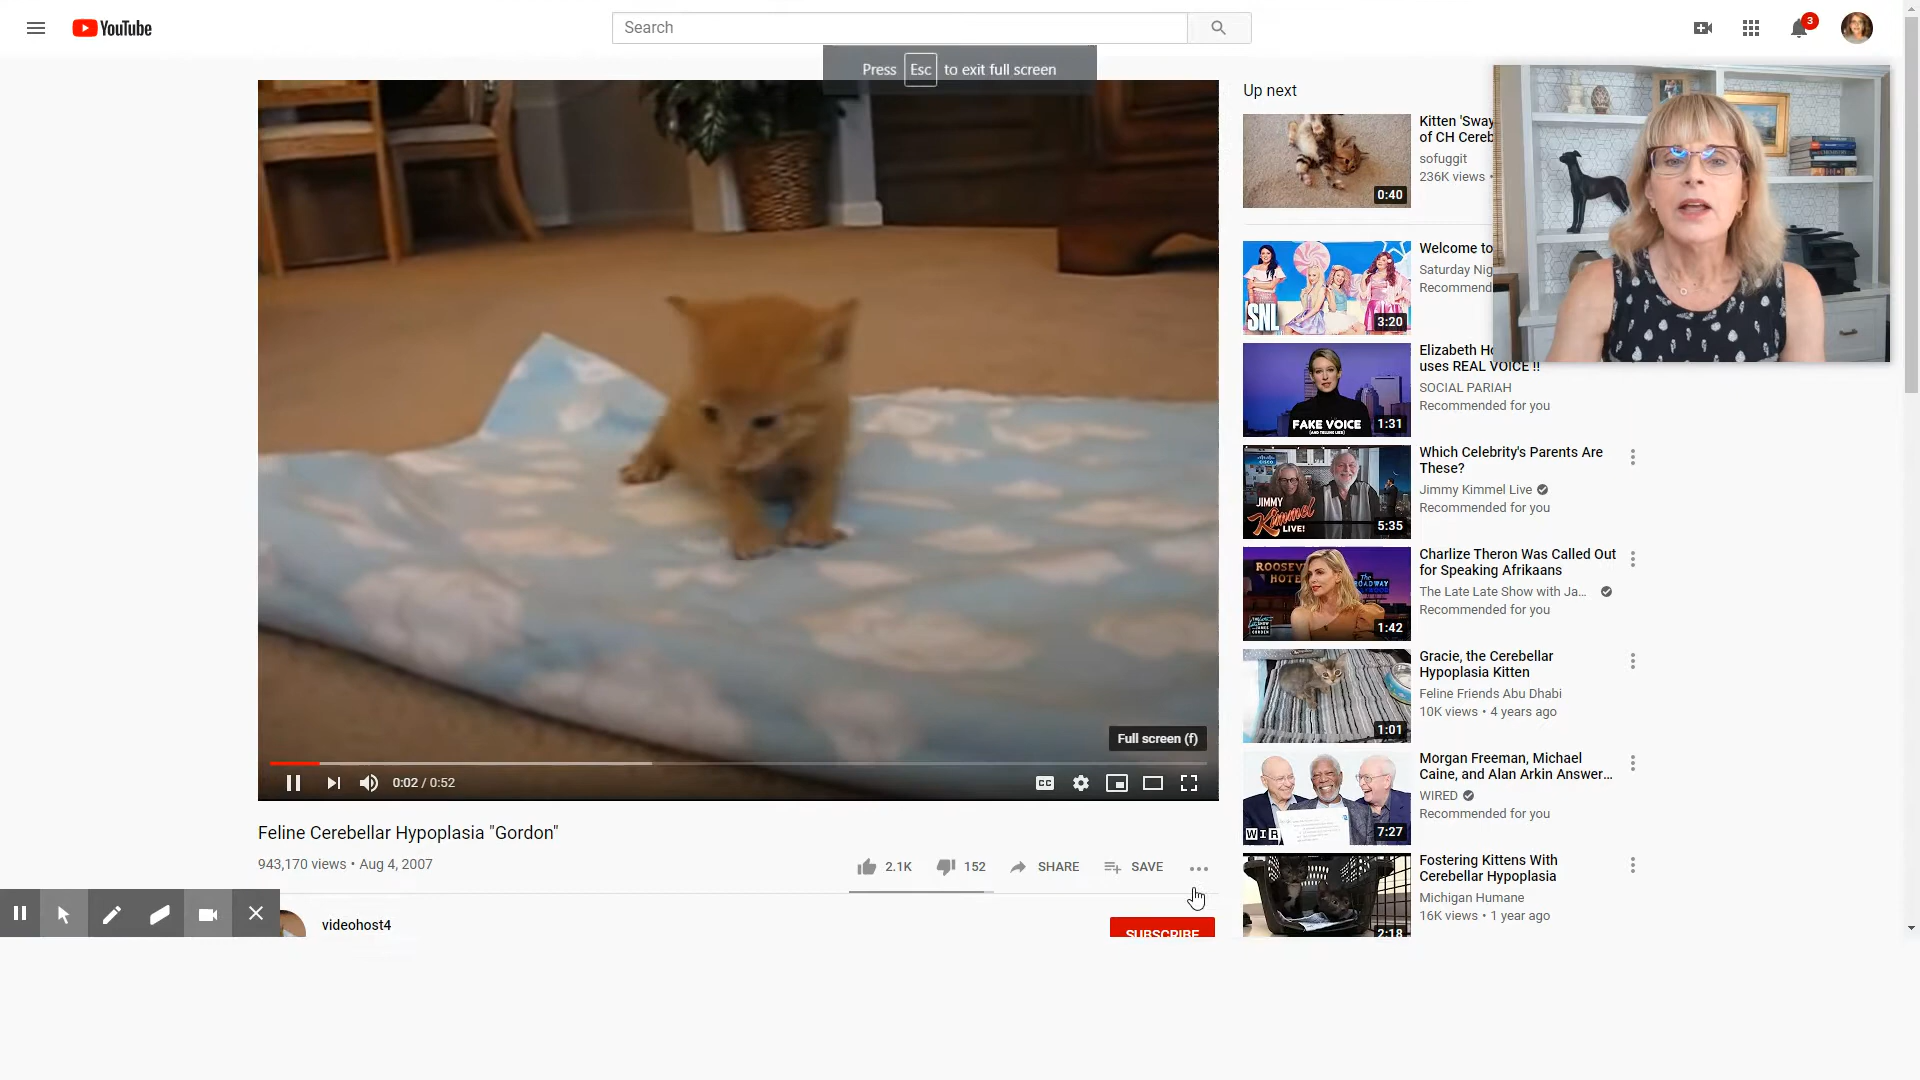 YouTube
Search
3
Press Esc to exit full screen
Up next
Kitten 'Sway
of CH Cereb
sofuggit
236K views •
0:40
Welcome to
Saturday Nig
Recommend
SNL
3:20
Elizabeth Ho
uses REAL VOICE !!
SOCIAL PARIAH
Recommended for you
FAKE VOICE
1:31
Which Celebrity's Parents Are
These?
Jimmy Kimmel Live
Recommended for you
JIMMY
Kimmel
LIVE!
5:35
Charlize Theron Was Called Out
for Speaking Afrikaans
The Late Late Show with Ja...
Recommended for you
ROOSEV
HOTE
The
ROADWAY
1:42
Gracie, the Cerebellar
Hypoplasia Kitten
Feline Friends Abu Dhabi
10K views • 4 years ago
1:01
Morgan Freeman, Michael
Caine, and Alan Arkin Answer...
WIRED
Recommended for you
WIR
7:27
Fostering Kittens With
Cerebellar Hypoplasia
Michigan Humane
16K views • 1 year ago
2:18
Full screen (f)
0:02 / 0:52
CC
Feline Cerebellar Hypoplasia "Gordon"
943,170 views • Aug 4, 2007
2.1K
152
SHARE
SAVE
videohost4
SUBSCRIBE